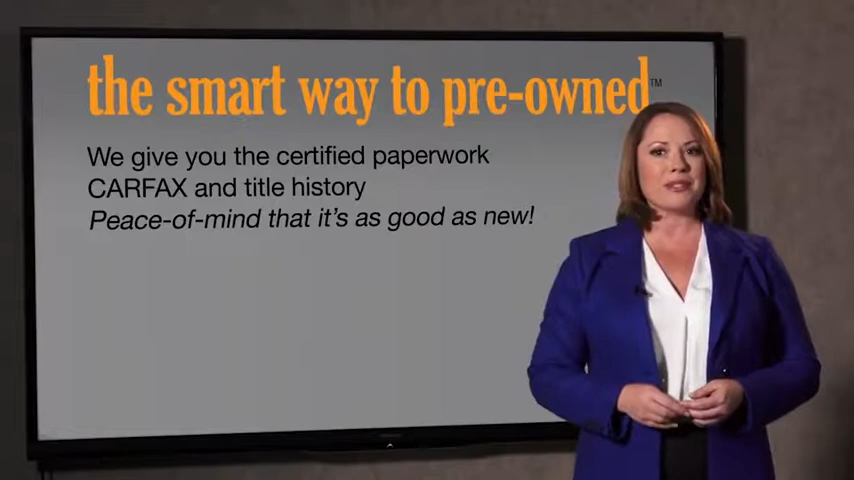 the smart way to pre-owned™
We give you the certified paperwork
CARFAX and title history
Peace-of-mind that it's as good as new!